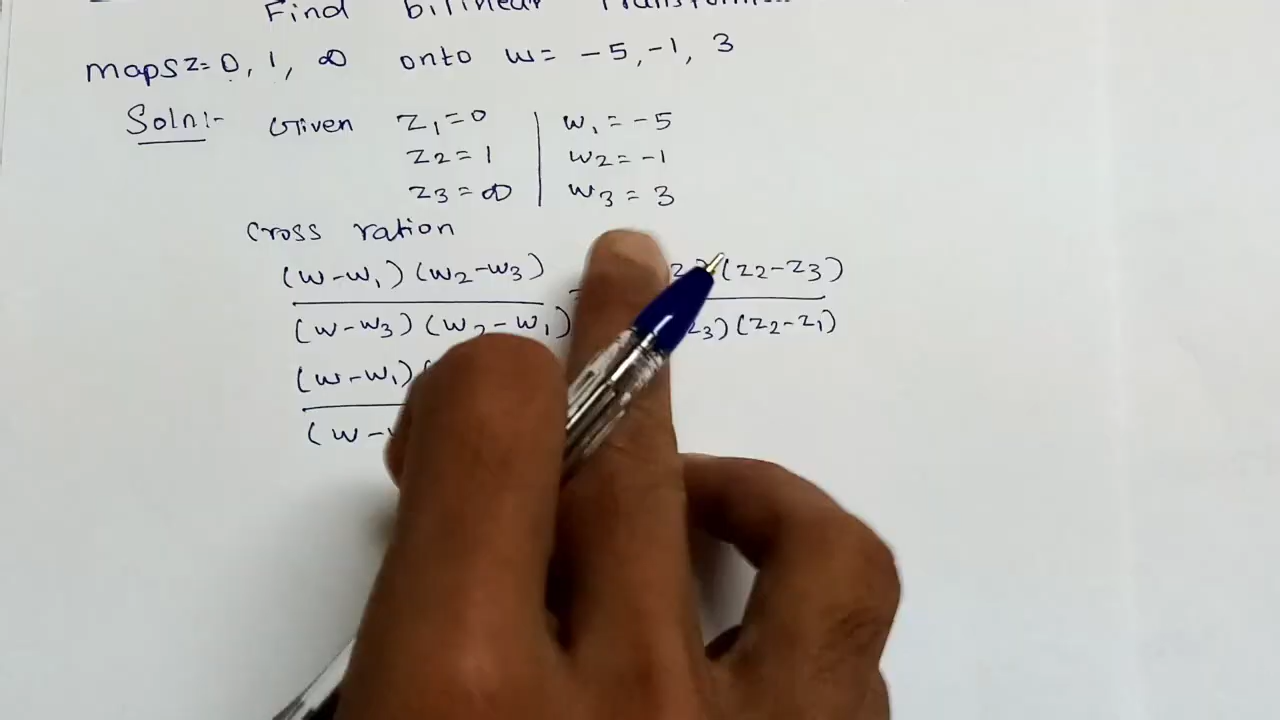 Find bilinear
maps z= 0, 1, ∞ onto w= -5, -1, 3
Soln:- Given z1=0 w1 = -5
z2 = 1 w2 = -1
z3 = ∞ w3 = 3
Cross ration
(w-w1) (w2-w3) (z2-z3)
(w-w3) (w2-w1) z3) (z2-z1)
(w-w1)
(w-